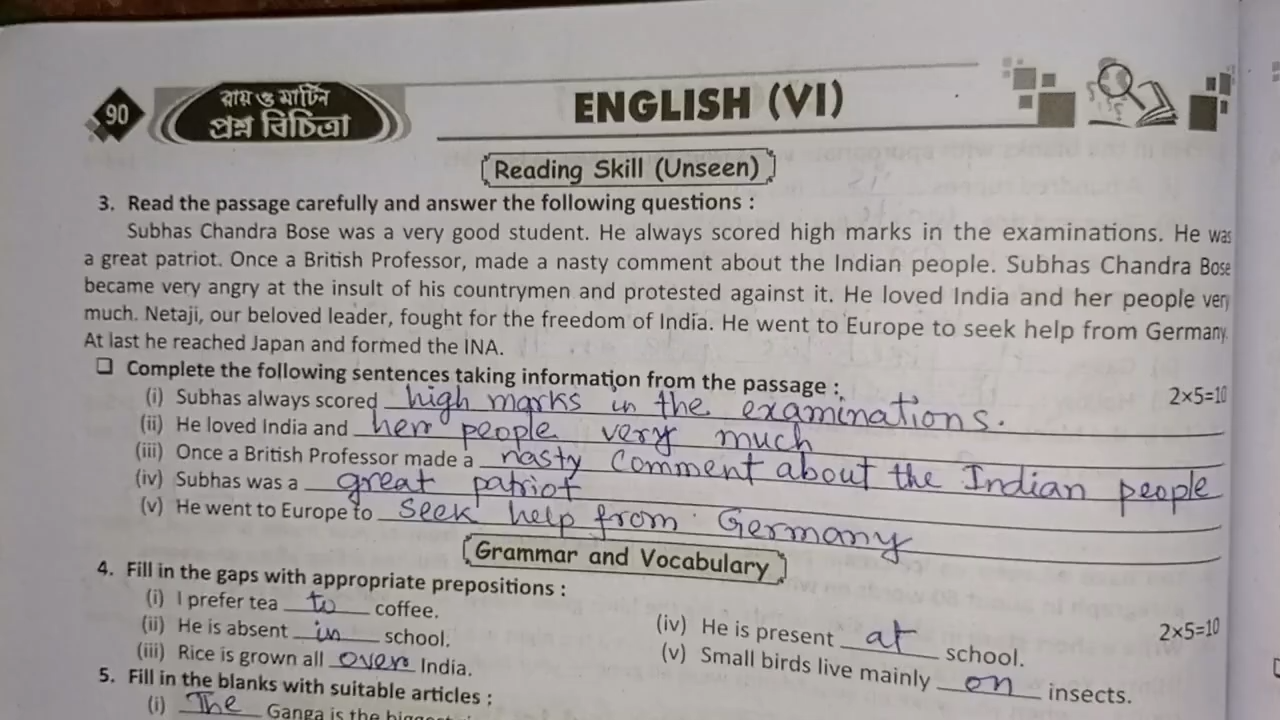 90
রায় ও মার্টিন
প্রশ্ন বিচিত্রা
ENGLISH (VI)
Reading Skill (Unseen)
3. Read the passage carefully and answer the following questions :
Subhas Chandra Bose was a very good student. He always scored high marks in the examinations. He was
a great patriot. Once a British Professor, made a nasty comment about the Indian people. Subhas Chandra Bose
became very angry at the insult of his countrymen and protested against it. He loved India and her people very
much. Netaji, our beloved leader, fought for the freedom of India. He went to Europe to seek help from Germany.
At last he reached Japan and formed the INA.
❑ Complete the following sentences taking information from the passage : 2×5=10
(i) Subhas always scored high marks in the examinations.
(ii) He loved India and her people very much
(iii) Once a British Professor made a nasty comment about the Indian people
(iv) Subhas was a great patriot
(v) He went to Europe to seek help from Germany
Grammar and Vocabulary
4. Fill in the gaps with appropriate prepositions : 2×5=10
(i) I prefer tea to coffee.
(ii) He is absent in school.
(iii) Rice is grown all over India.
(iv) He is present at school.
(v) Small birds live mainly on insects.
5. Fill in the blanks with suitable articles :
(i) The Ganga is the